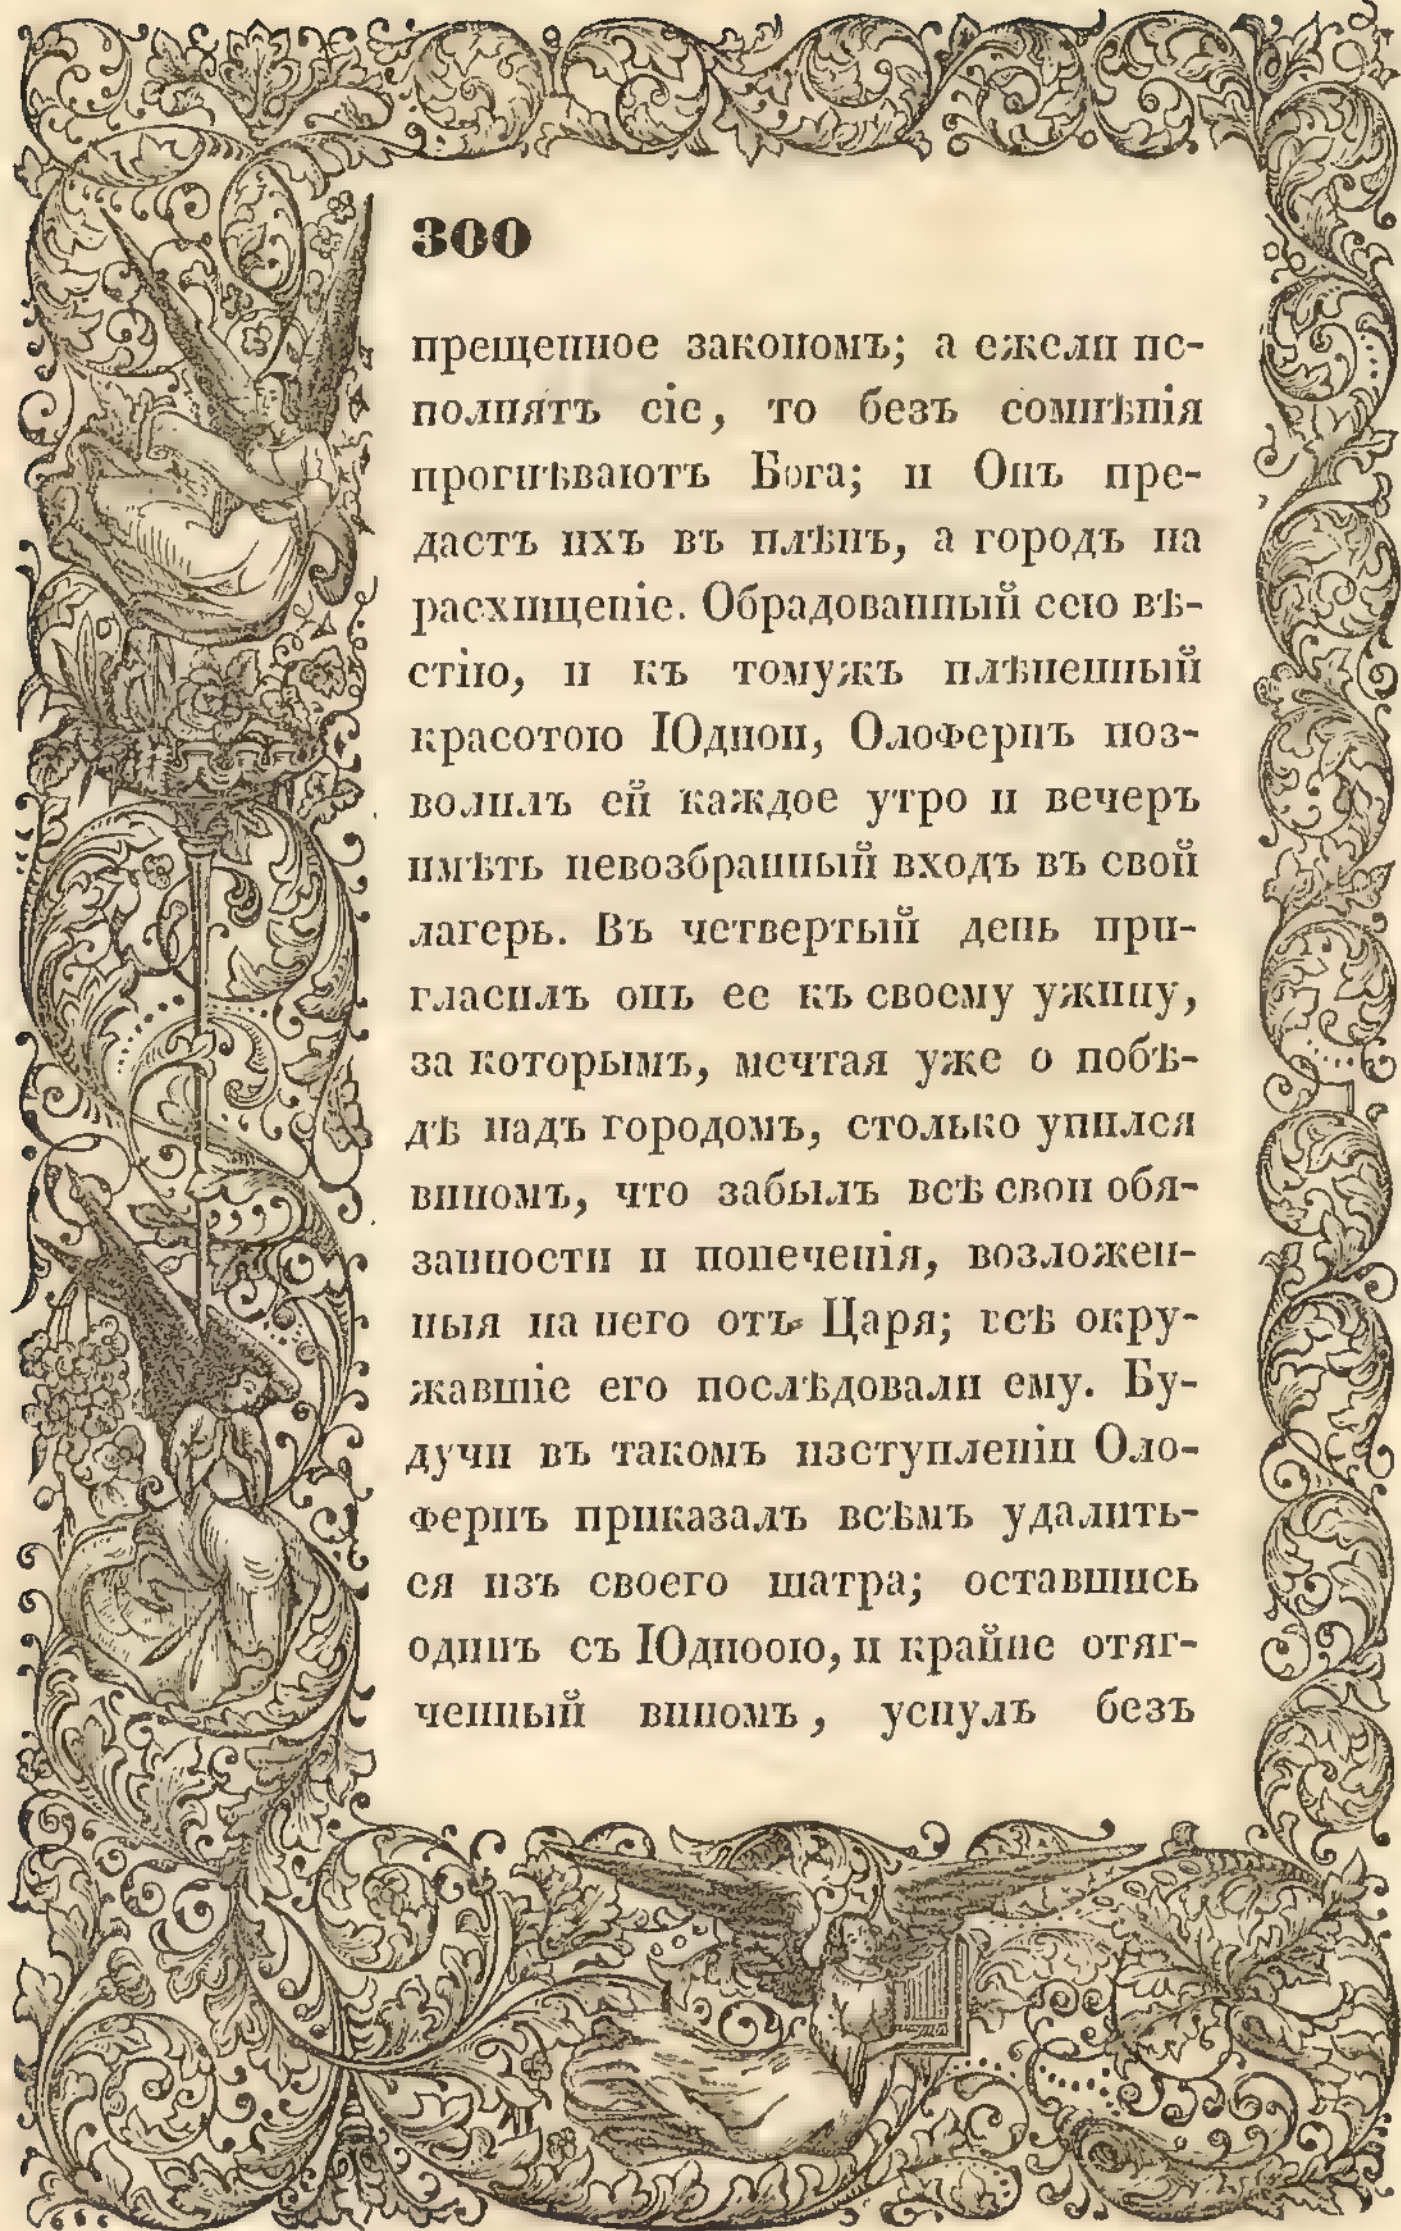 300
прещенное закономъ; а ежели ис-
полнятъ сіе, то безъ сомнѣнія
прогнѣваютъ Бога; и Онъ пре-
дастъ ихъ въ плѣнъ, а городъ на
расхищеніе. Обрадованный сею вѣ-
стію, и къ томужъ плѣненный
красотою Юдиѳи, Олофернъ поз-
волилъ ей каждое утро и вечеръ
имѣть невозбранный входъ въ свой
лагерь. Въ четвертый день при-
гласилъ онъ ее къ своему ужину,
за которымъ, мечтая уже о побѣ-
дѣ надъ городомъ, столько упился
виномъ, что забылъ всѣ свои обя-
занности и попеченія, возложен-
ныя на него отъ Царя; всѣ окру-
жавшіе его послѣдовали ему. Бу-
дучи въ такомъ изступленіи Оло-
фернъ приказалъ всѣмъ удалить-
ся изъ своего шатра; оставшись
одинъ съ Юдиѳою, и крайне отяг-
ченный виномъ, уснулъ безъ